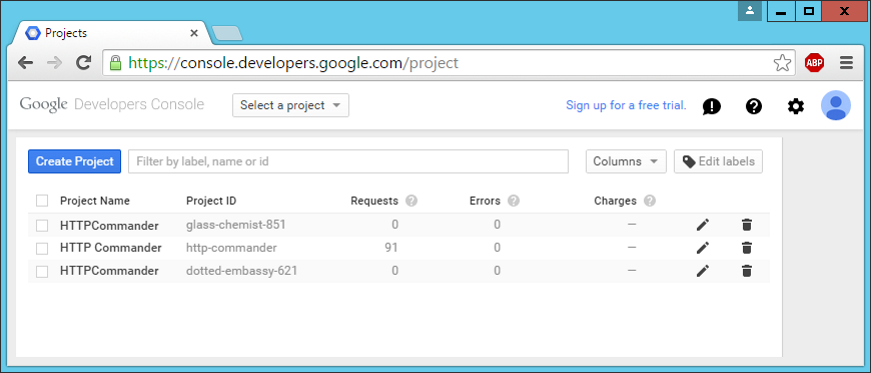 Projects
https://console.developers.google.com/project
ABP
Google Developers Console
Select a project
Sign up for a free trial.
Create Project
Filter by label, name or id
Columns
Edit labels
Project Name Project ID Requests ? Errors ? Charges ?
HTTPCommander glass-chemist-851 0 0 —
HTTP Commander http-commander 91 0 —
HTTPCommander dotted-embassy-621 0 0 —